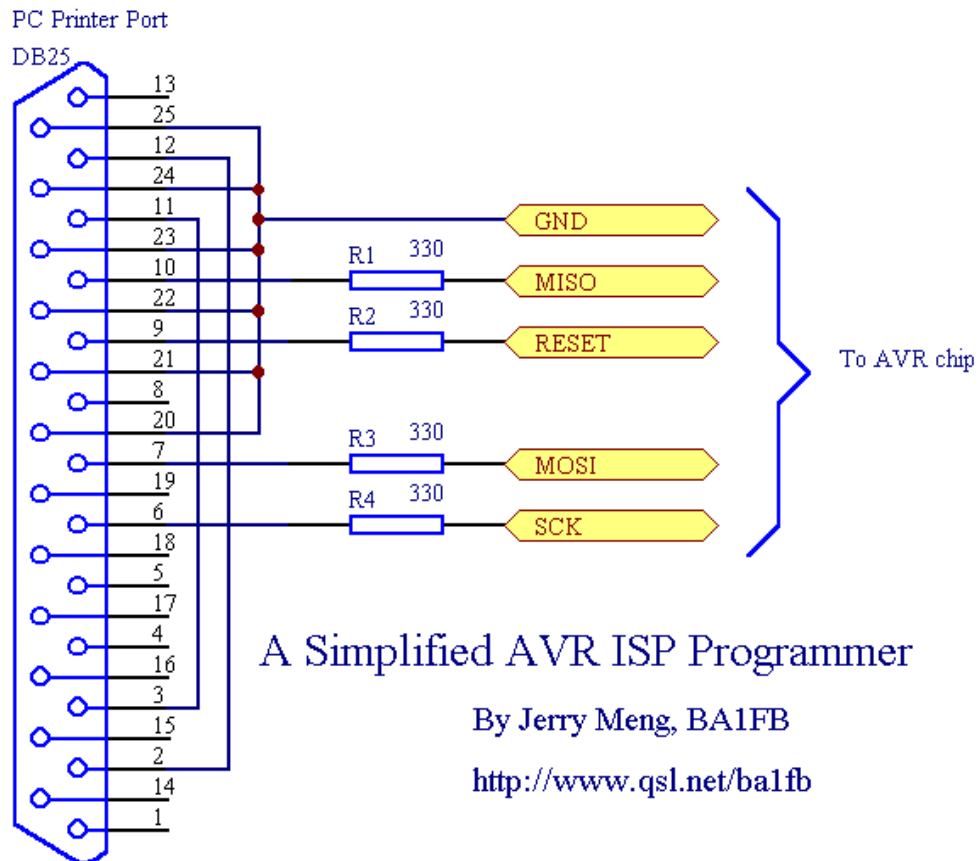 PC Printer Port
DB25
13
25
12
24
11
GND
23
R1 330
10
MISO
22
R2 330
9
RESET
21
To AVR chip
8
20
R3 330
7
MOSI
19
R4 330
6
SCK
18
5
17
4
A Simplified AVR ISP Programmer
16
3
By Jerry Meng, BA1FB
15
2
http://www.qsl.net/ba1fb
14
1